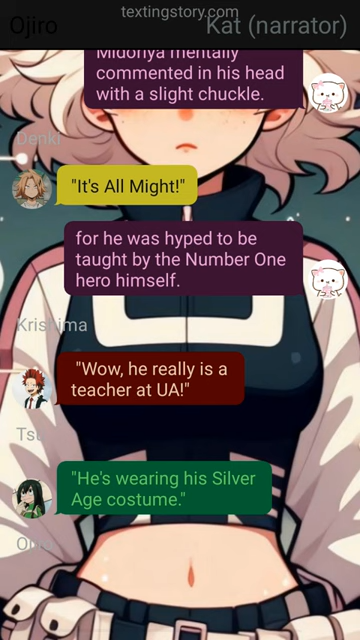 textingstory.com
Ojiro
Kat (narrator)
Midoriya mentally
commented in his head
with a slight chuckle.
Denki
"It's All Might!"
for he was hyped to be
taught by the Number One
hero himself.
Krishima
"Wow, he really is a
teacher at UA!"
Tsu
"He's wearing his Silver
Age costume."